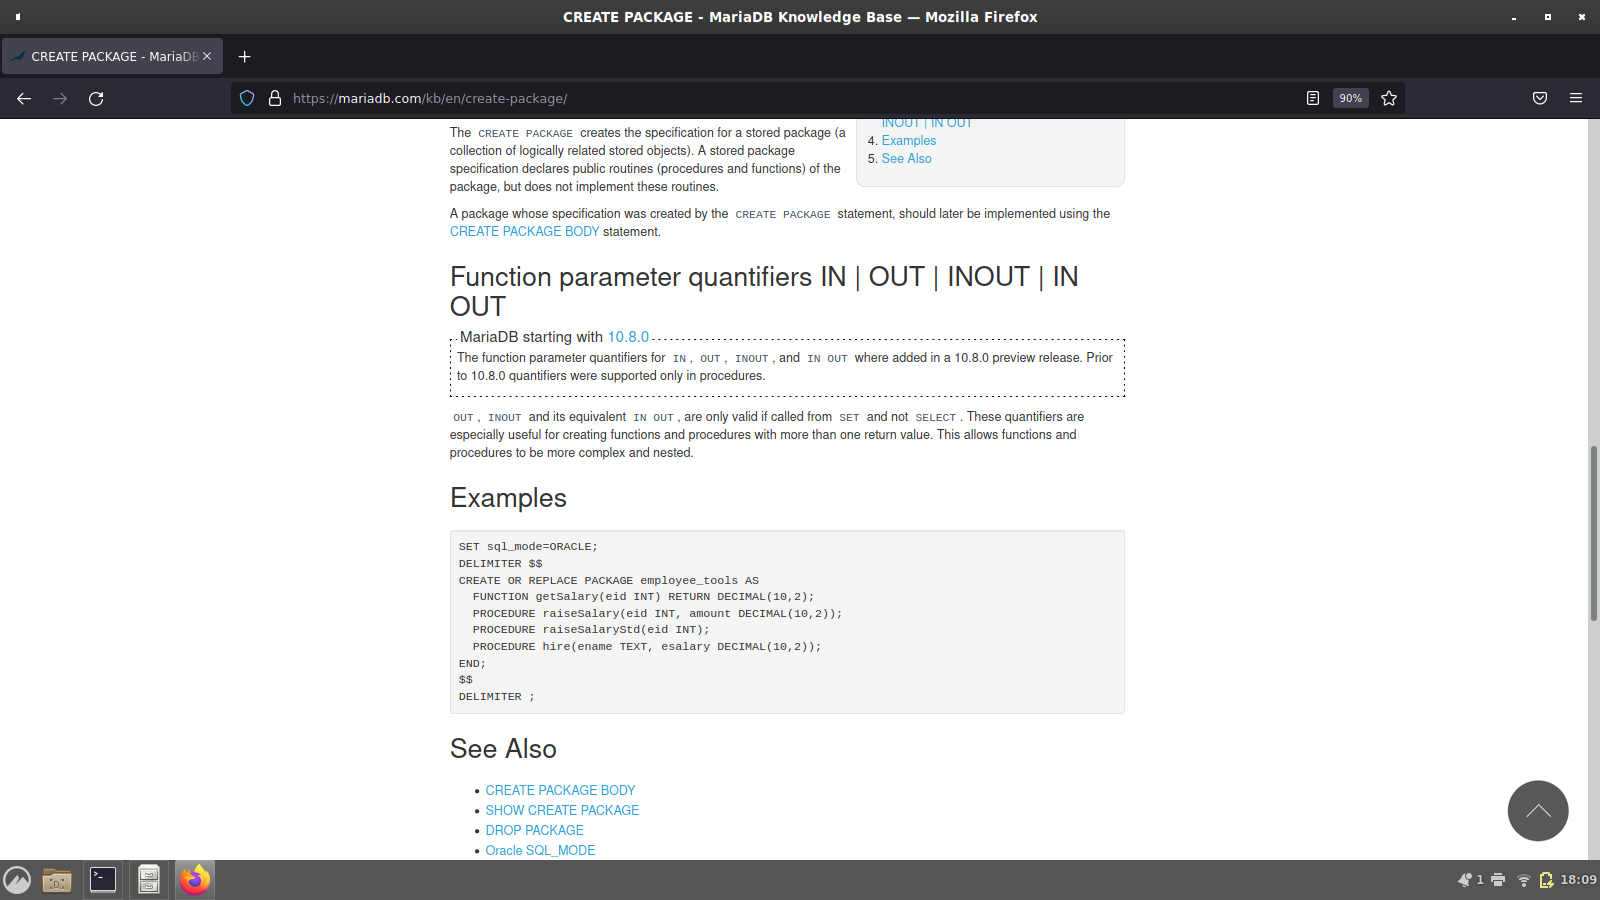 CREATE PACKAGE - MariaDB Knowledge Base — Mozilla Firefox
CREATE PACKAGE - MariaDB
https://mariadb.com/kb/en/create-package/
90%
The CREATE PACKAGE creates the specification for a stored package (a
collection of logically related stored objects). A stored package
specification declares public routines (procedures and functions) of the
package, but does not implement these routines.
INOUT | IN OUT
4. Examples
5. See Also
A package whose specification was created by the CREATE PACKAGE statement, should later be implemented using the
CREATE PACKAGE BODY statement.
Function parameter quantifiers IN | OUT | INOUT | IN
OUT
MariaDB starting with 10.8.0
The function parameter quantifiers for IN, OUT, INOUT, and IN OUT where added in a 10.8.0 preview release. Prior
to 10.8.0 quantifiers were supported only in procedures.
OUT, INOUT and its equivalent IN OUT, are only valid if called from SET and not SELECT. These quantifiers are
especially useful for creating functions and procedures with more than one return value. This allows functions and
procedures to be more complex and nested.
Examples
SET sql_mode=ORACLE;
DELIMITER $$
CREATE OR REPLACE PACKAGE employee_tools AS
  FUNCTION getSalary(eid INT) RETURN DECIMAL(10,2);
  PROCEDURE raiseSalary(eid INT, amount DECIMAL(10,2));
  PROCEDURE raiseSalaryStd(eid INT);
  PROCEDURE hire(ename TEXT, esalary DECIMAL(10,2));
END;
$$
DELIMITER ;
See Also
• CREATE PACKAGE BODY
• SHOW CREATE PACKAGE
• DROP PACKAGE
• Oracle SQL_MODE
1
18:09